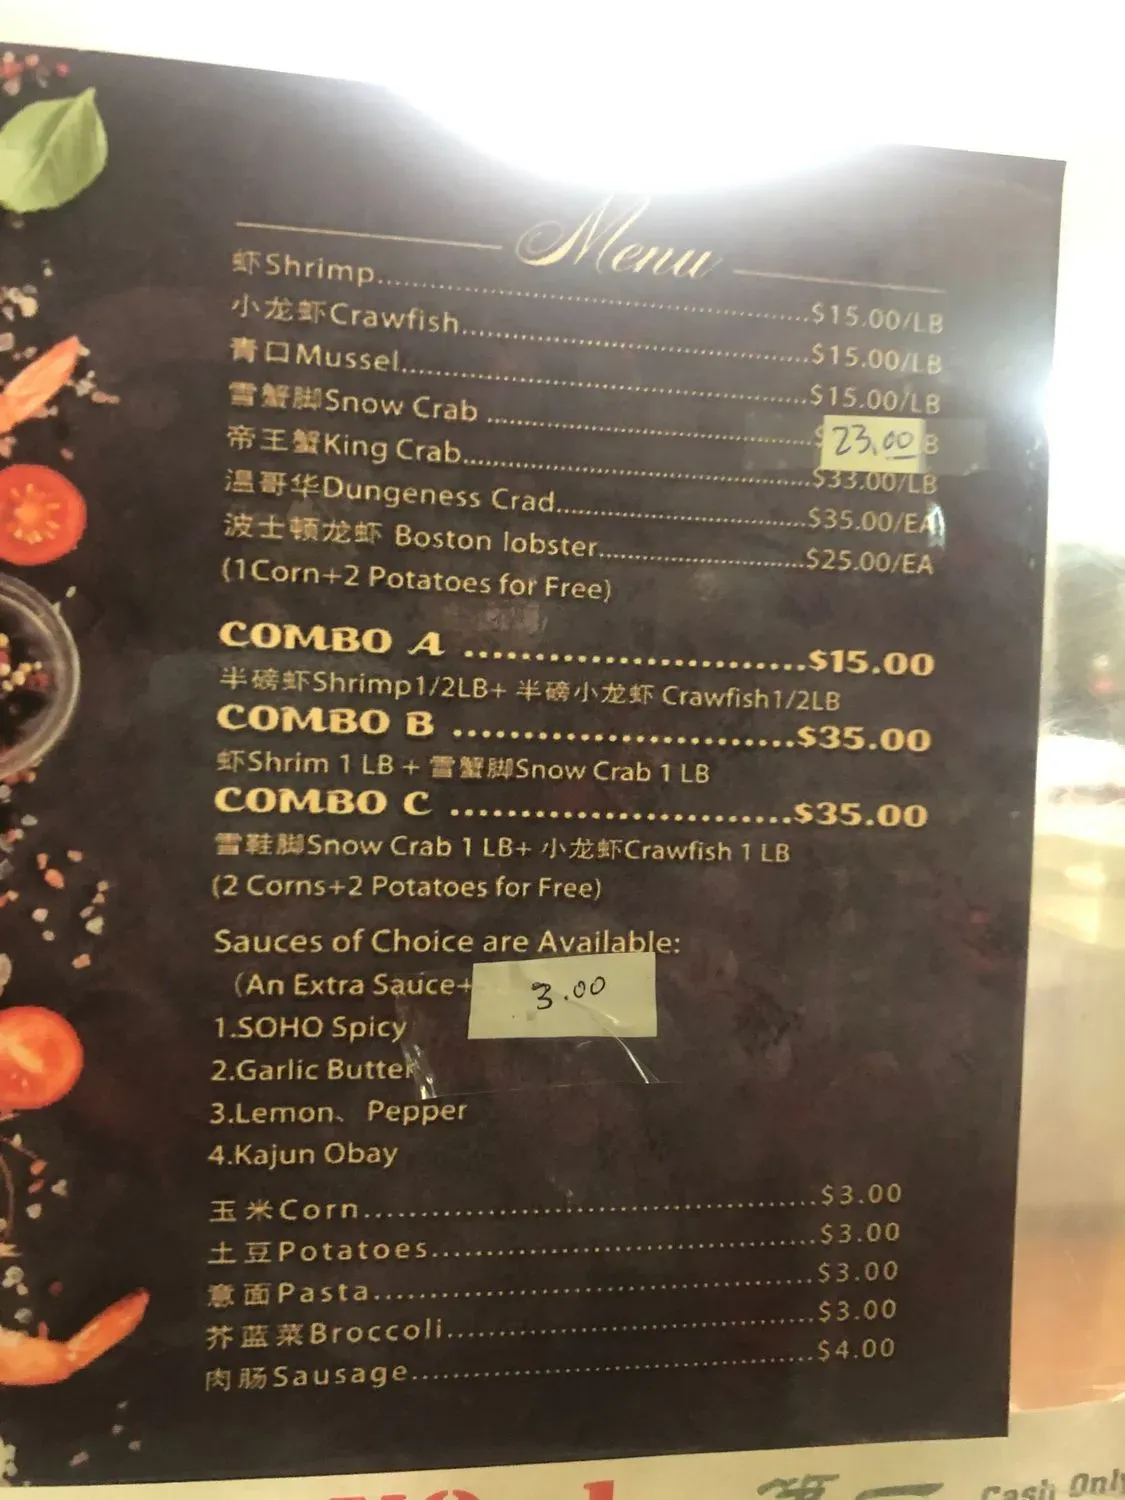 Menu
虾Shrimp........................................$15.00/LB
小龙虾Crawfish........................................$15.00/LB
青口Mussel........................................$15.00/LB
雪蟹脚Snow Crab ........................................$ 23.00 B
帝王蟹King Crab........................................$33.00/LB
温哥华Dungeness Crad........................................$35.00/EA
波士顿龙虾 Boston lobster........................................$25.00/EA
(1Corn+2 Potatoes for Free)
COMBO A ........................................$15.00
半磅虾Shrimp1/2LB+ 半磅小龙虾 Crawfish1/2LB
COMBO B ........................................$35.00
虾Shrim 1 LB + 雪蟹脚Snow Crab 1 LB
COMBO C ........................................$35.00
雪鞋脚Snow Crab 1 LB+ 小龙虾Crawfish 1 LB
(2 Corns+2 Potatoes for Free)
Sauces of Choice are Available:
（An Extra Sauce+ 3.00
1.SOHO Spicy
2.Garlic Butter
3.Lemon、 Pepper
4.Kajun Obay
玉米Corn........................................$3.00
土豆Potatoes........................................$3.00
意面Pasta........................................$3.00
芥蓝菜Broccoli........................................$3.00
肉肠Sausage........................................$4.00
Cash Only